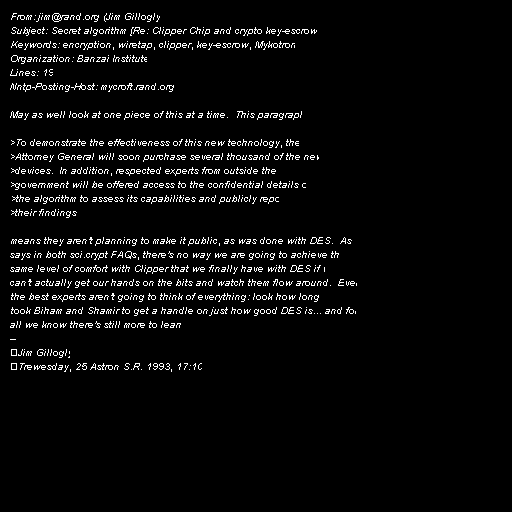 From: jim@rand.org (Jim Gillogly
Subject: Secret algorithm [Re: Clipper Chip and crypto key-escrow
Keywords: encryption, wiretap, clipper, key-escrow, Mykotron
Organization: Banzai Institute
Lines: 19
Nntp-Posting-Host: mycroft.rand.org

May as well look at one piece of this at a time. This paragraph

>To demonstrate the effectiveness of this new technology, the
>Attorney General will soon purchase several thousand of the new
>devices. In addition, respected experts from outside the
>government will be offered access to the confidential details o
>the algorithm to assess its capabilities and publicly repo
>their findings

means they aren't planning to make it public, as was done with DES. As
says in both sci.crypt FAQs, there's no way we are going to achieve th
same level of comfort with Clipper that we finally have with DES if
can't actually get our hands on the bits and watch them flow around. Even
the best experts aren't going to think of everything: look how long
took Biham and Shamir to get a handle on just how good DES is... and for
all we know there's still more to learn
--
Jim Gillogly
Trewesday, 25 Astron S.R. 1993, 17:10